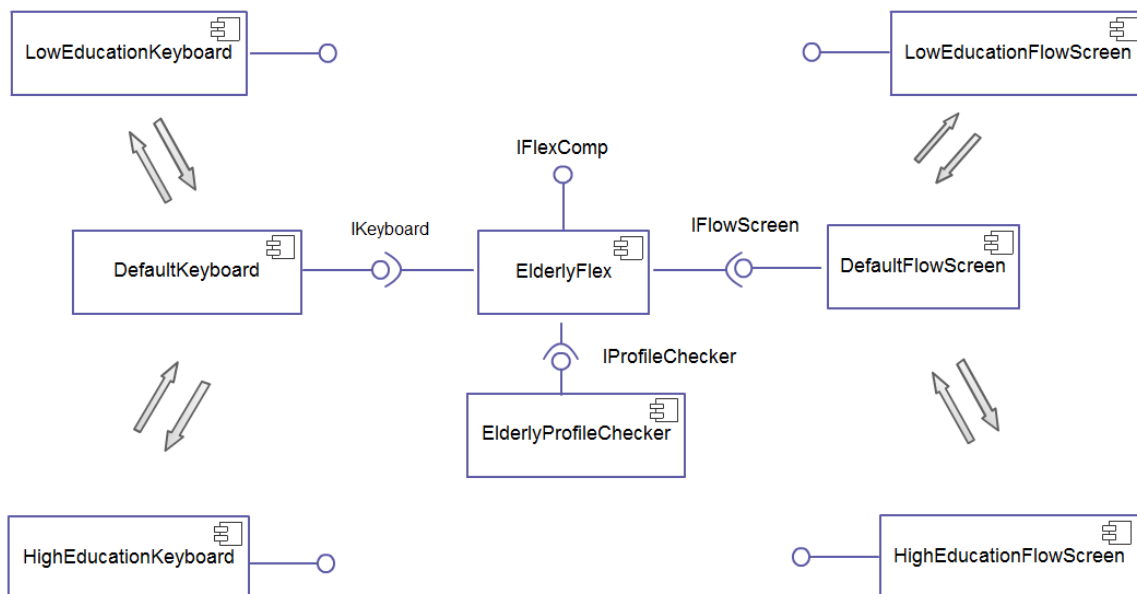 LowEducationKeyboard
LowEducationFlowScreen
IFlexComp
IKeyboard
IFlowScreen
DefaultKeyboard
ElderlyFlex
DefaultFlowScreen
IProfileChecker
ElderlyProfileChecker
HighEducationKeyboard
HighEducationFlowScreen